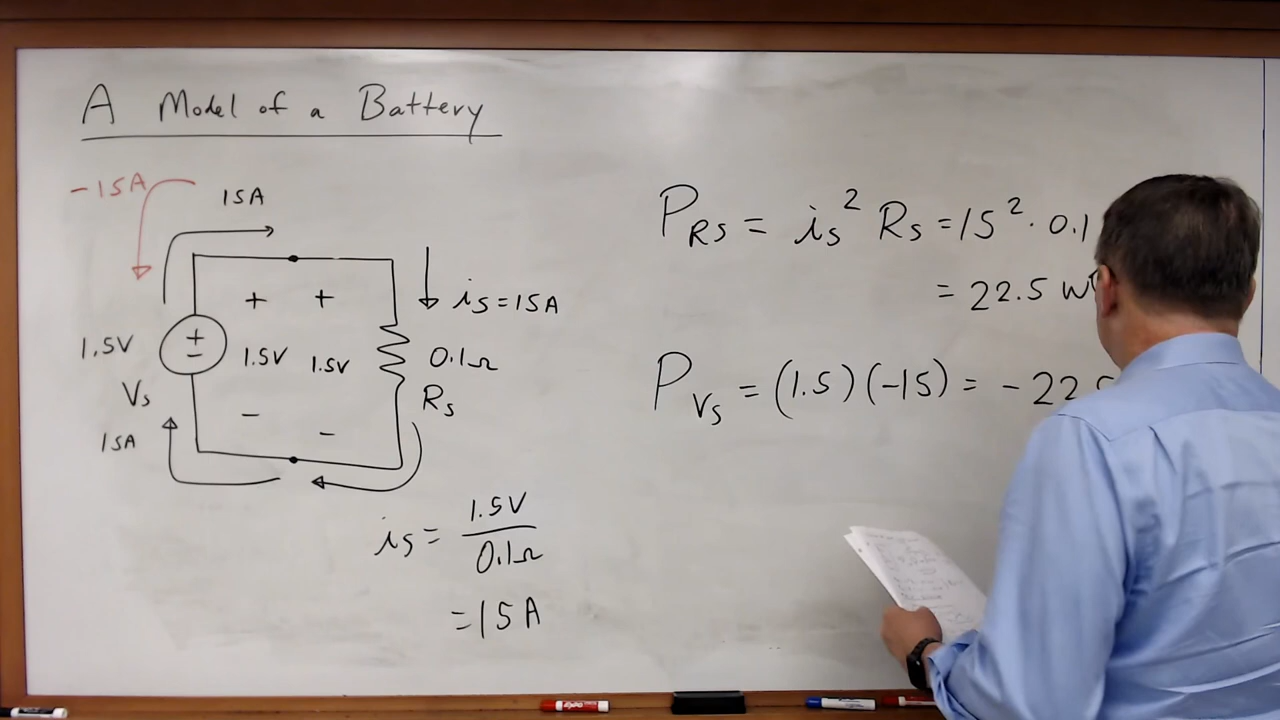 A Model of a Battery
-15A
15A
+ +
is = 15A
1.5V
+
-
1.5V 1.5V
0.1Ω
Vs
Rs
- -
15A
is = 1.5V / 0.1Ω
= 15A
PRs = is² Rs = 15² · 0.1
= 22.5 W
PVs = (1.5)(-15) = -22
EXPO